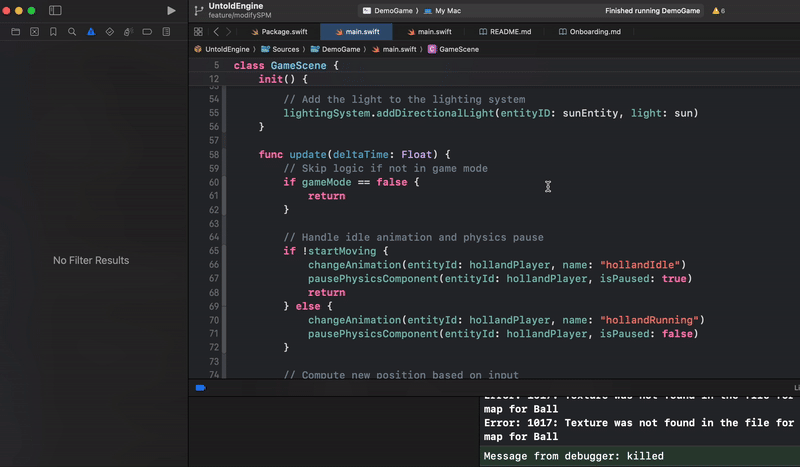 UntoldEngine
feature/modifySPM
DemoGame
My Mac
Finished running DemoGame
6
Package.swift
main.swift
main.swift
README.md
Onboarding.md
UntoldEngine
Sources
DemoGame
main.swift
GameScene
5 class GameScene {
12 init() {
53
54 // Add the light to the lighting system
55 lightingSystem.addDirectionalLight(entityID: sunEntity, light: sun)
56 }
57
58 func update(deltaTime: Float) {
59 // Skip logic if not in game mode
60 if gameMode == false {
61 return
62 }
63
64 // Handle idle animation and physics pause
65 if !startMoving {
66 changeAnimation(entityId: hollandPlayer, name: "hollandIdle")
67 pausePhysicsComponent(entityId: hollandPlayer, isPaused: true)
68 return
69 } else {
70 changeAnimation(entityId: hollandPlayer, name: "hollandRunning")
71 pausePhysicsComponent(entityId: hollandPlayer, isPaused: false)
72 }
73
74 // Compute new position based on input
No Filter Results
Li
Error: 1017: Texture was not found in the file for
map for Ball
Error: 1017: Texture was not found in the file for
map for Ball
Message from debugger: killed